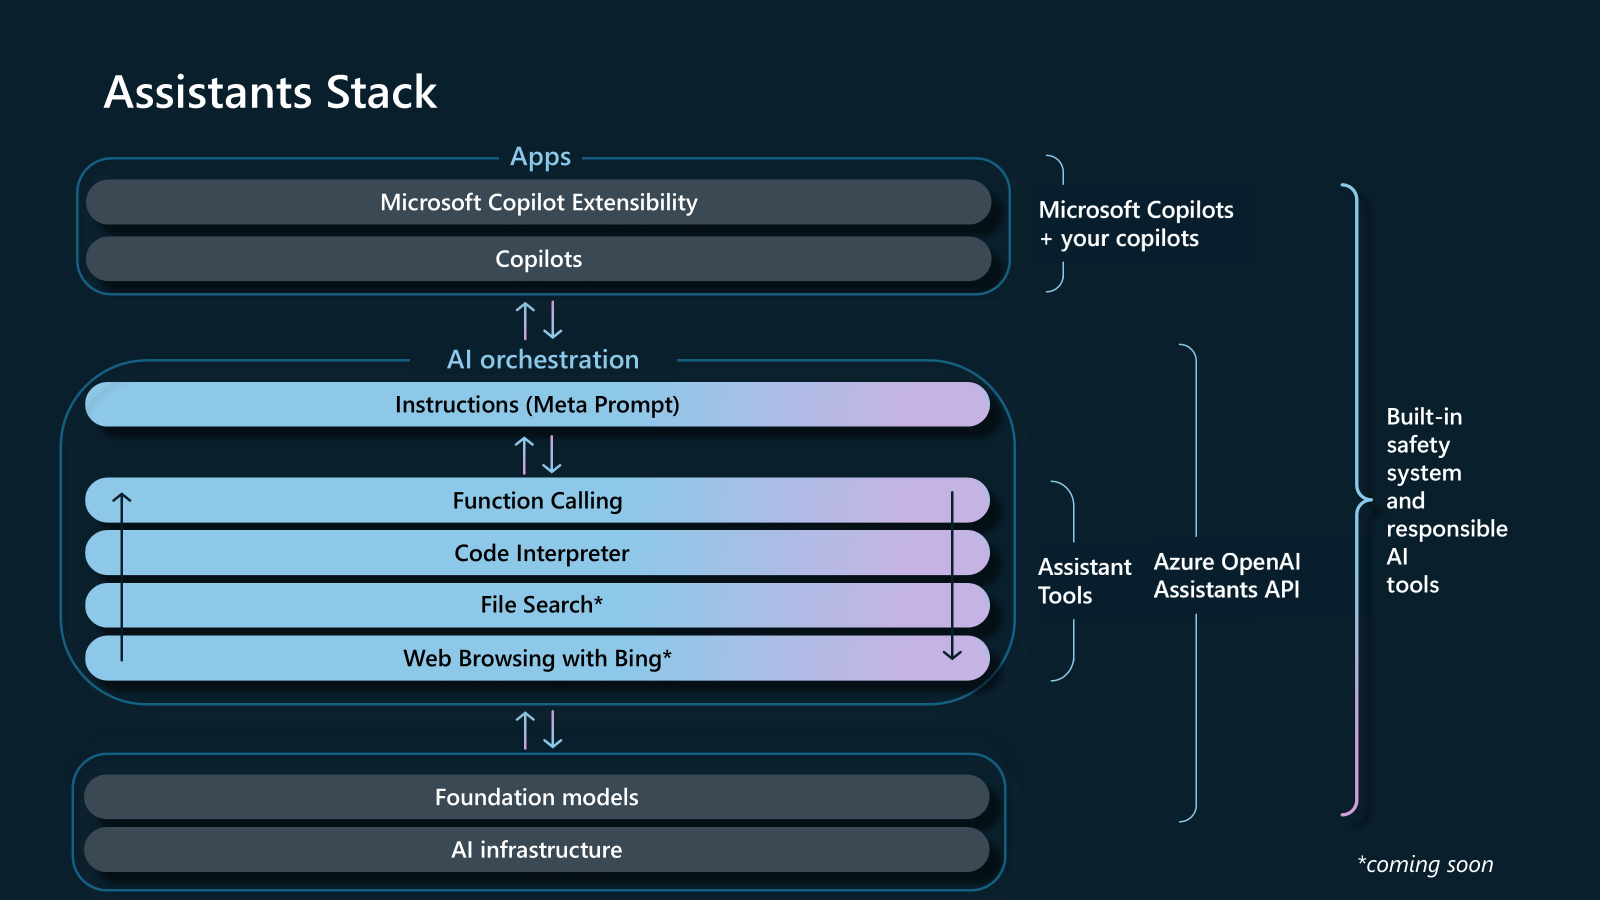 Assistants Stack
Apps
Microsoft Copilot Extensibility
Copilots
Microsoft Copilots
+ your copilots
AI orchestration
Instructions (Meta Prompt)
Function Calling
Code Interpreter
File Search*
Web Browsing with Bing*
Assistant
Tools
Azure OpenAI
Assistants API
Built-in
safety
system
and
responsible
AI
tools
Foundation models
AI infrastructure
*coming soon